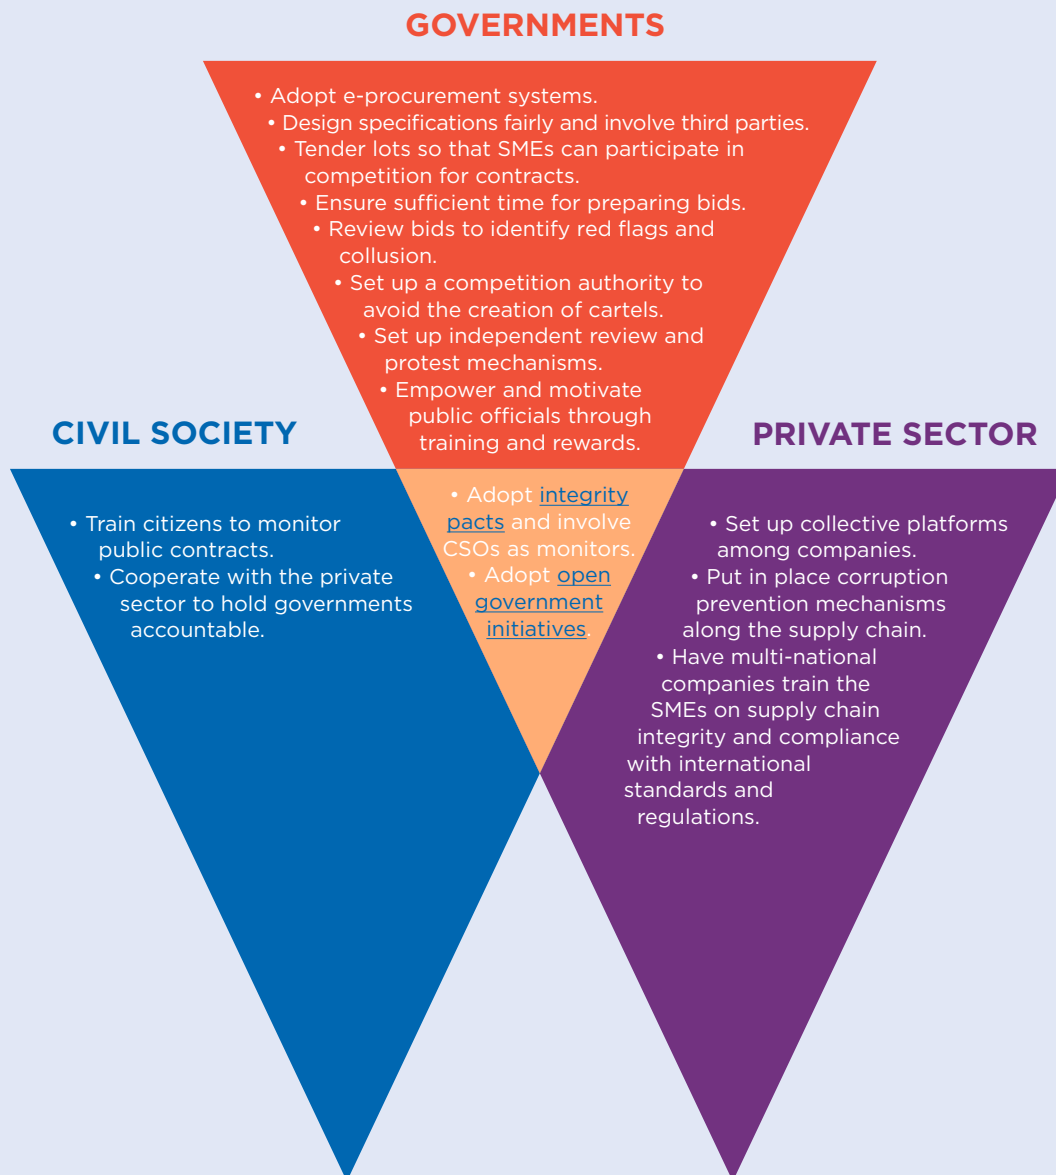 GOVERNMENTS
• Adopt e-procurement systems.
• Design specifications fairly and involve third parties.
• Tender lots so that SMEs can participate in
competition for contracts.
• Ensure sufficient time for preparing bids.
• Review bids to identify red flags and
collusion.
• Set up a competition authority to
avoid the creation of cartels.
• Set up independent review and
protest mechanisms.
• Empower and motivate
public officials through
training and rewards.
CIVIL SOCIETY
• Train citizens to monitor
public contracts.
• Cooperate with the private
sector to hold governments
accountable.
• Adopt integrity
pacts and involve
CSOs as monitors.
• Adopt open
government
initiatives.
PRIVATE SECTOR
• Set up collective platforms
among companies.
• Put in place corruption
prevention mechanisms
along the supply chain.
• Have multi-national
companies train the
SMEs on supply chain
integrity and compliance
with international
standards and
regulations.